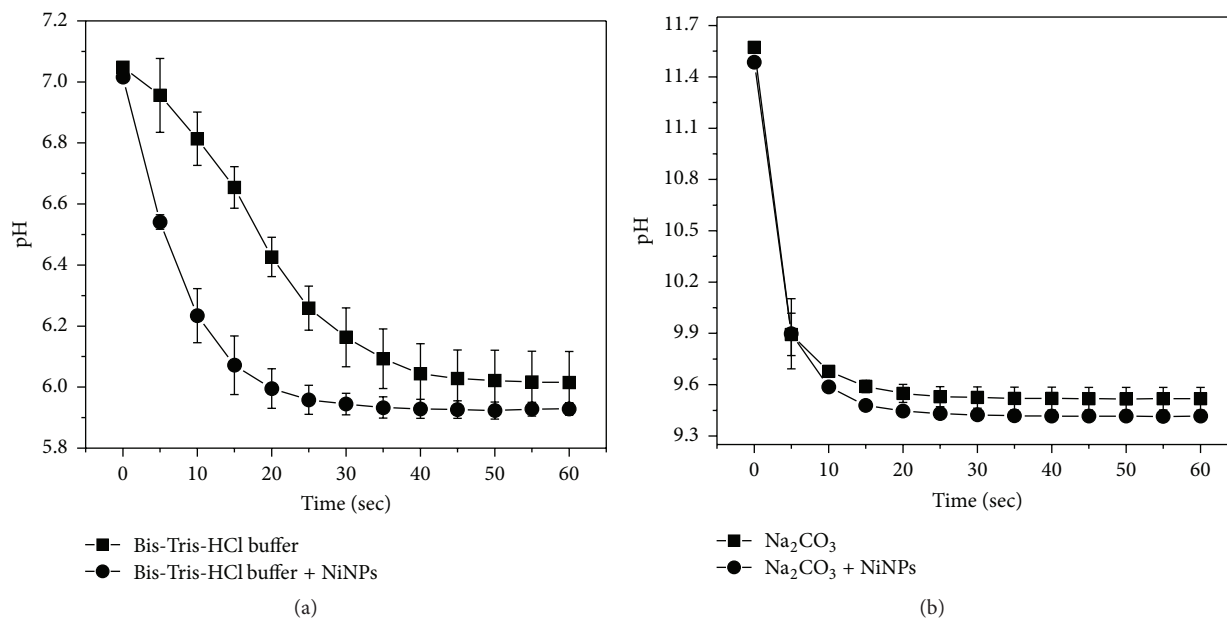 7.2
7.0
6.8
6.6
6.4
6.2
6.0
5.8
pH
0 10 20 30 40 50 60
Time (sec)
Bis-Tris-HCl buffer
Bis-Tris-HCl buffer + NiNPs
(a)
11.7
11.4
11.1
10.8
10.5
10.2
9.9
9.6
9.3
pH
0 10 20 30 40 50 60
Time (sec)
Na₂CO₃
Na₂CO₃ + NiNPs
(b)